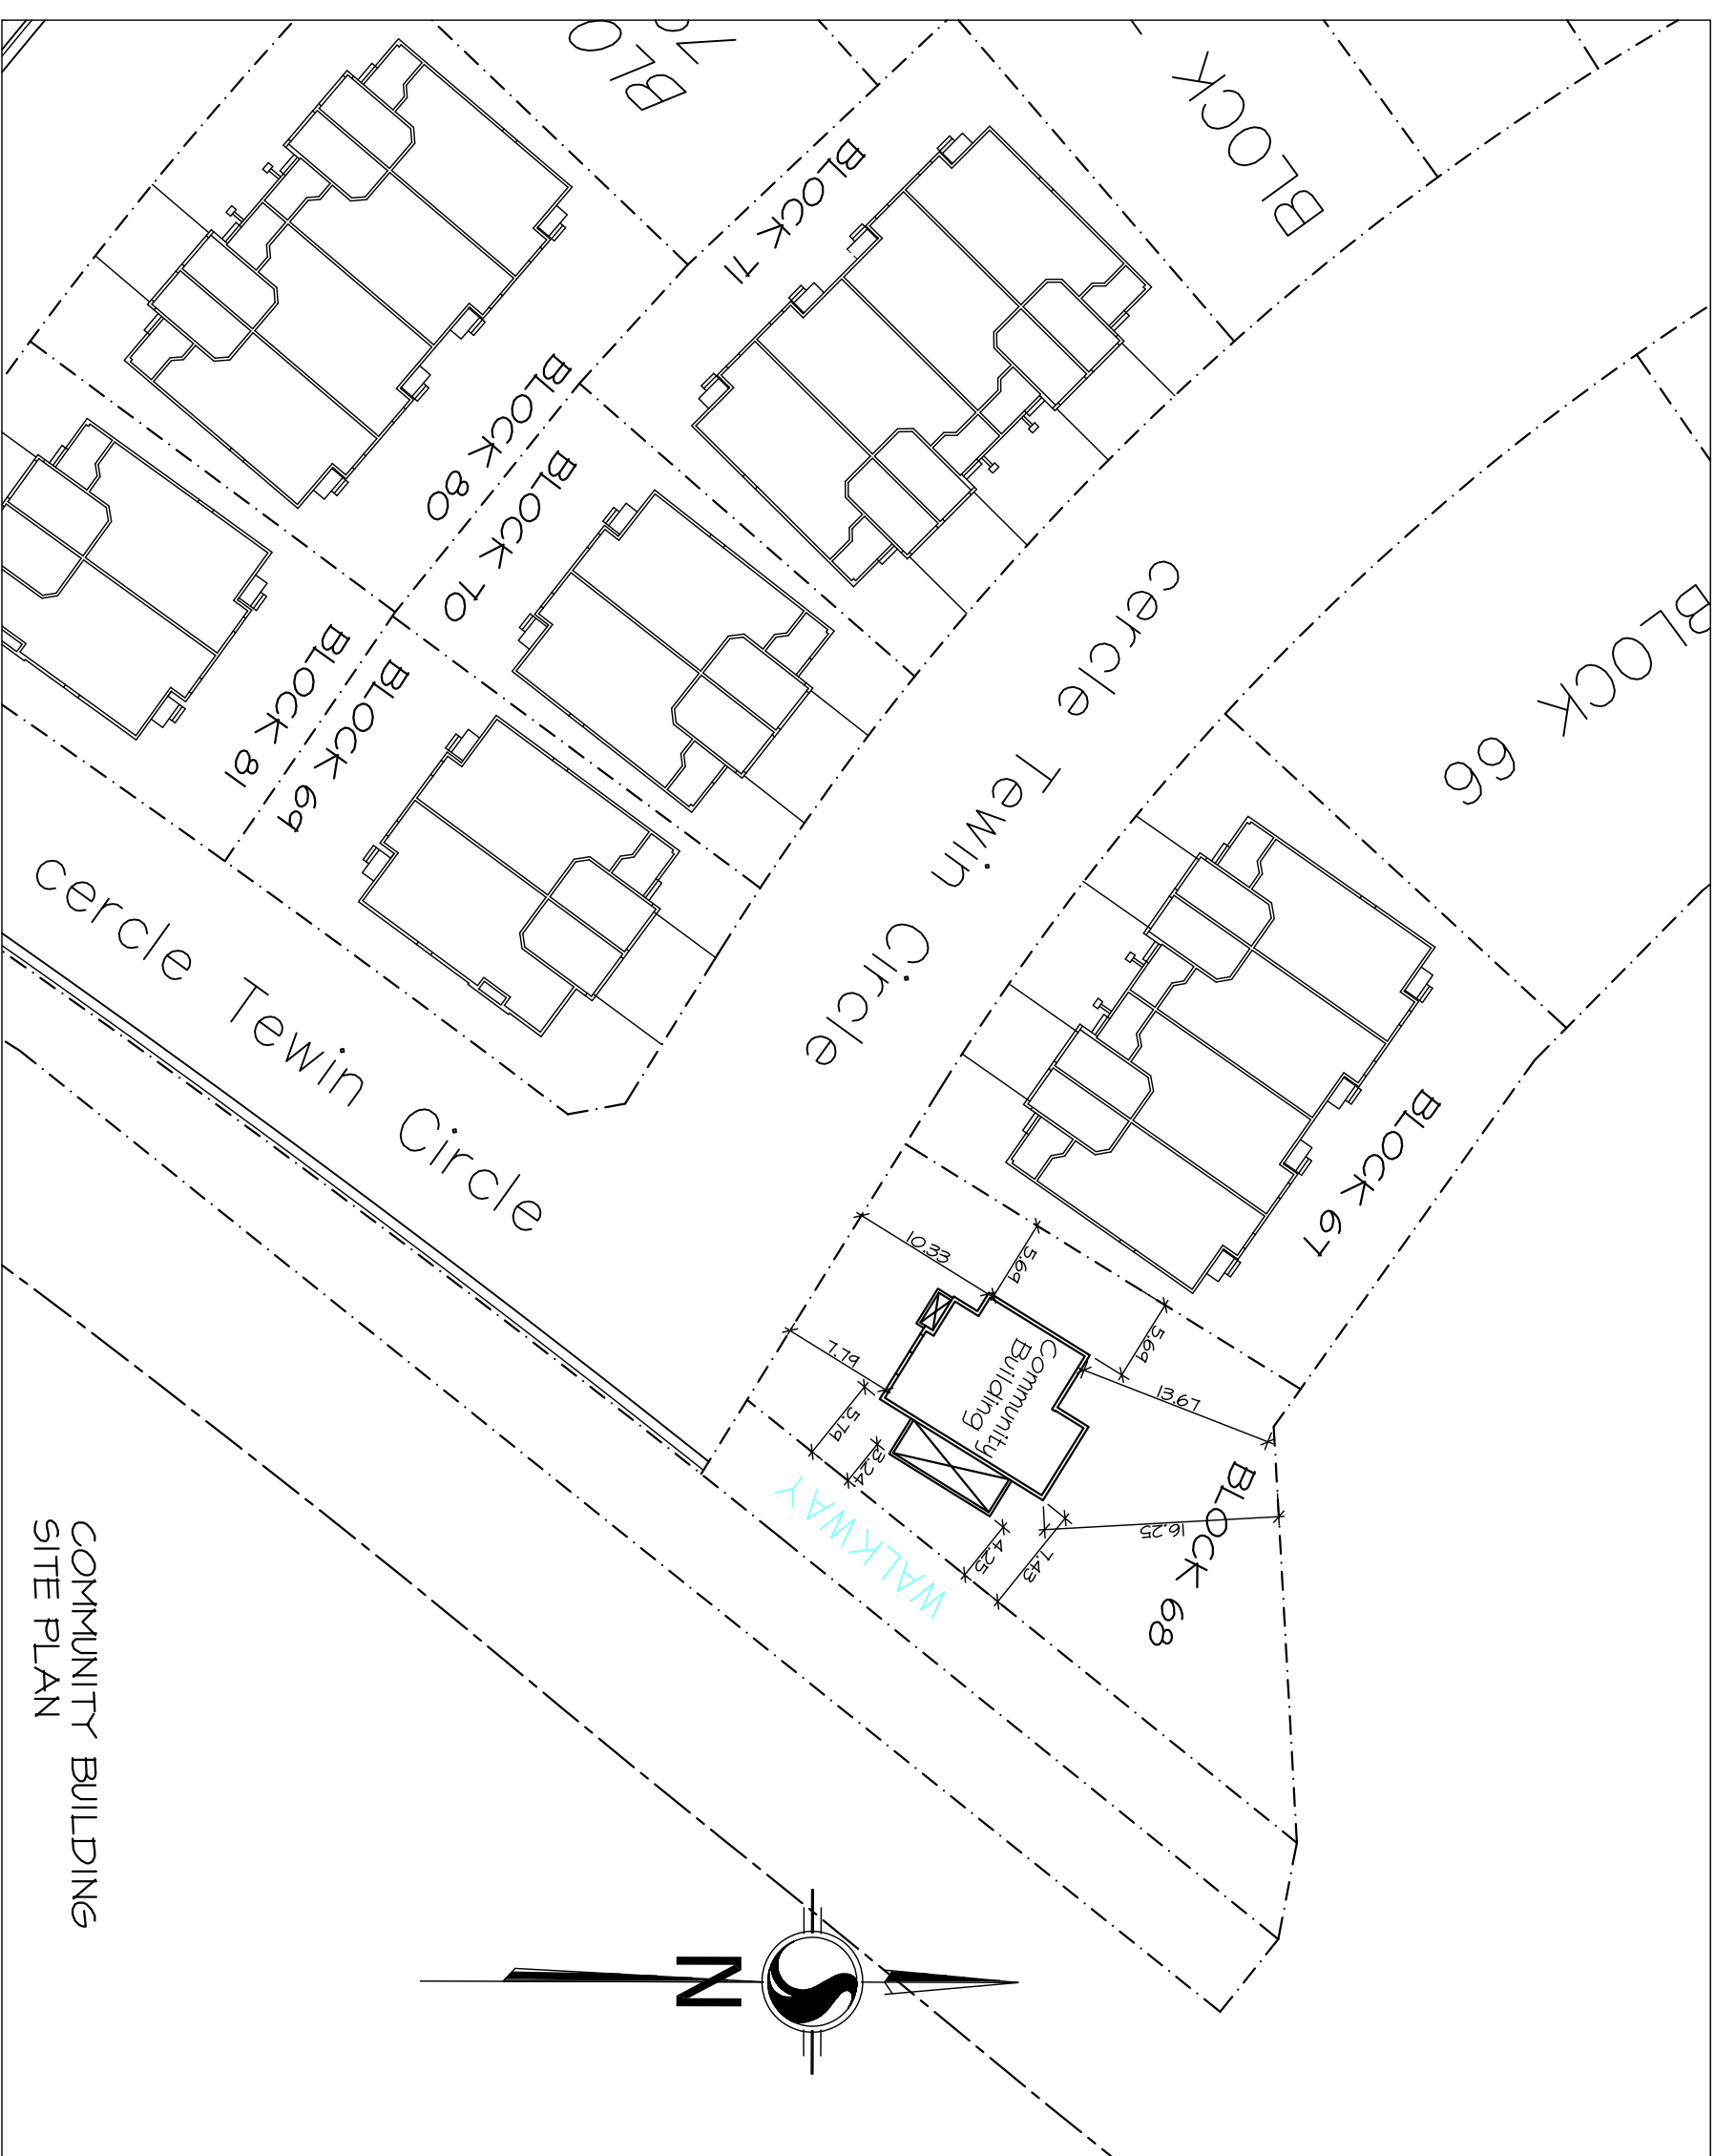 BLOCK
BLO
BLOCK 71
BLOCK 80
BLOCK 70
BLOCK 81
BLOCK 69
cercle Tewin Circle
cercle Tewin Circle
BLOCK 66
BLOCK 67
10.33
5.69
5.69
13.67
7.79
5.79
3.24
4.25
7.43
16.25
Community
Building
BLOCK 68
WALKWAY
N
COMMUNITY BUILDING
SITE PLAN